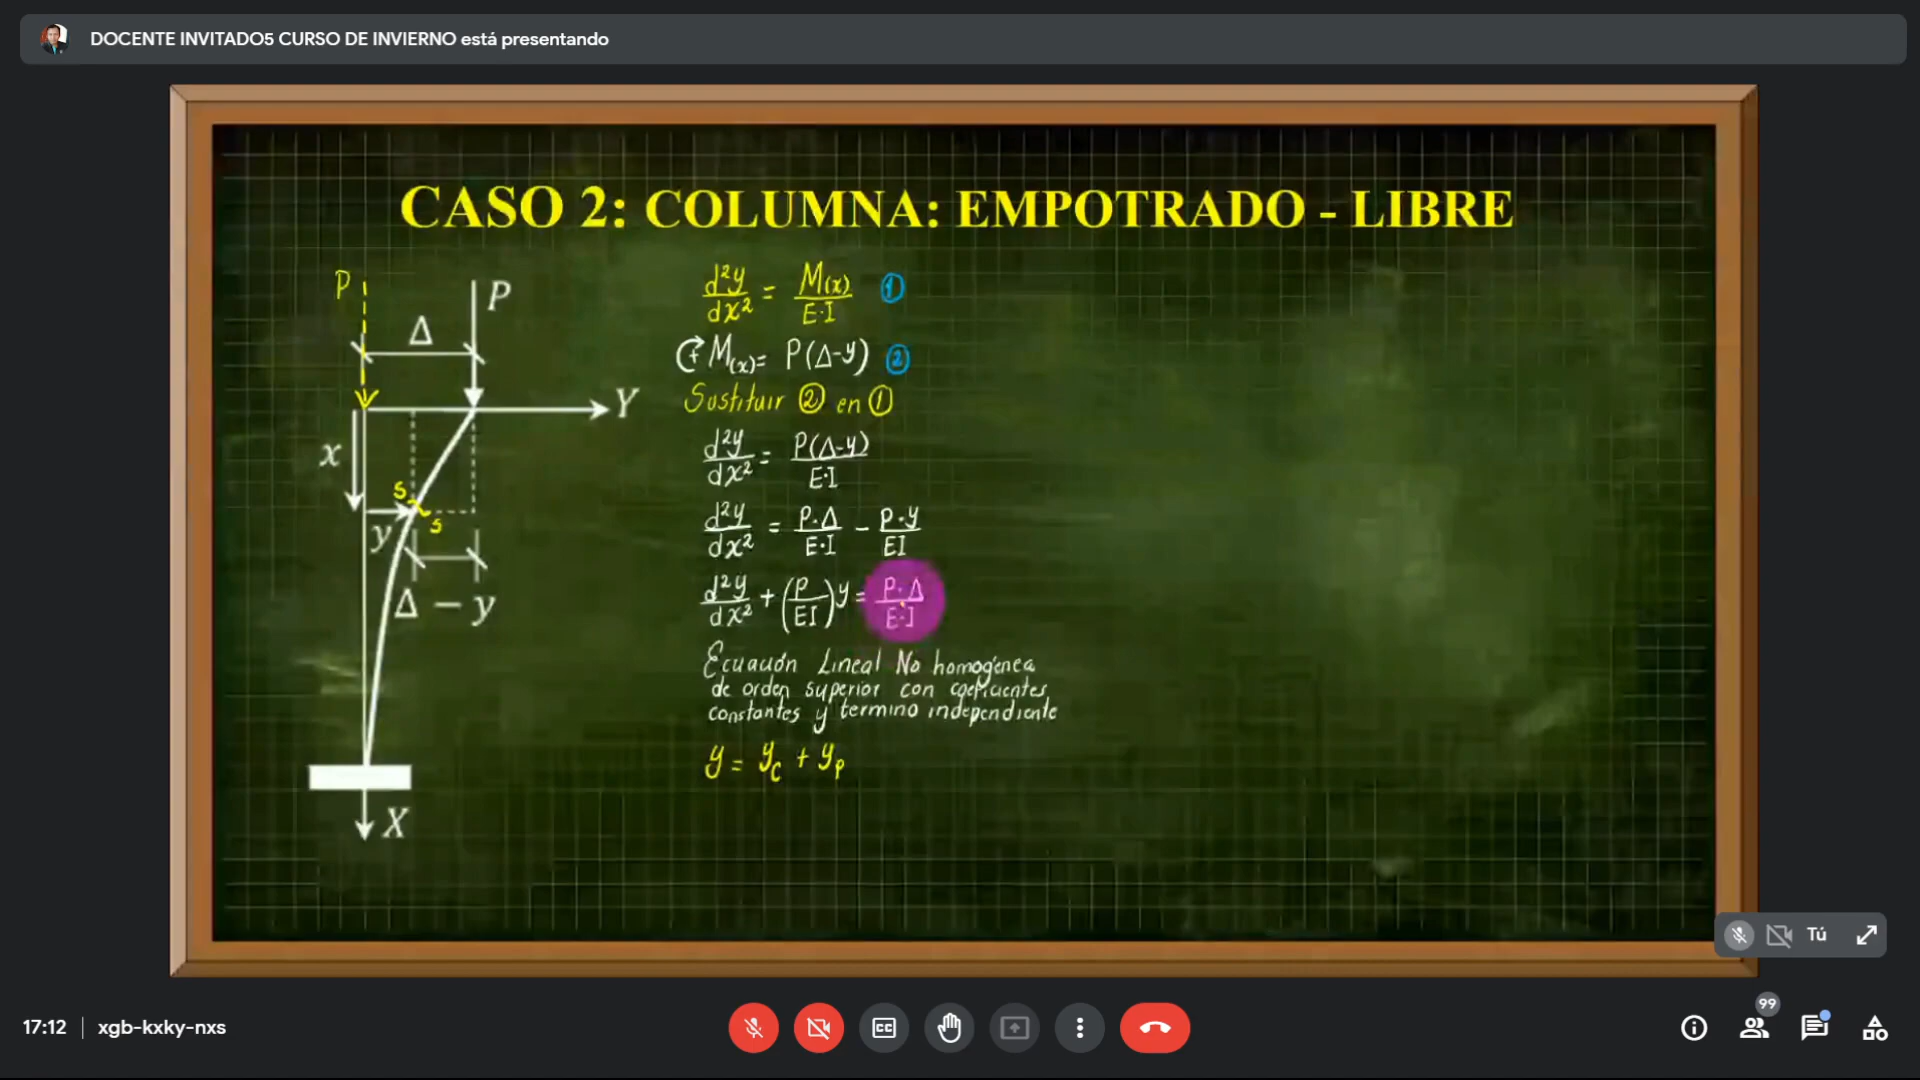 DOCENTE INVITADO5 CURSO DE INVIERNO está presentando
CASO 2: COLUMNA: EMPOTRADO - LIBRE
P
P
Δ
Y
x
s
s
y
Δ − y
X
d²y/dx² = M(x)/E·I ①
↷+ M(x)= P(Δ-y) ②
Sustituir ② en ①
d²y/dx² = P(Δ-y)/E·I
d²y/dx² = P·Δ/E·I − P·y/EI
d²y/dx² + (P/EI)y = P·Δ/E·I
Ecuación Lineal No homogénea
de orden superior con coeficientes
constantes y termino independiente
y = yc + yp
Tú
17:12 | xgb-kxky-nxs
CC
99